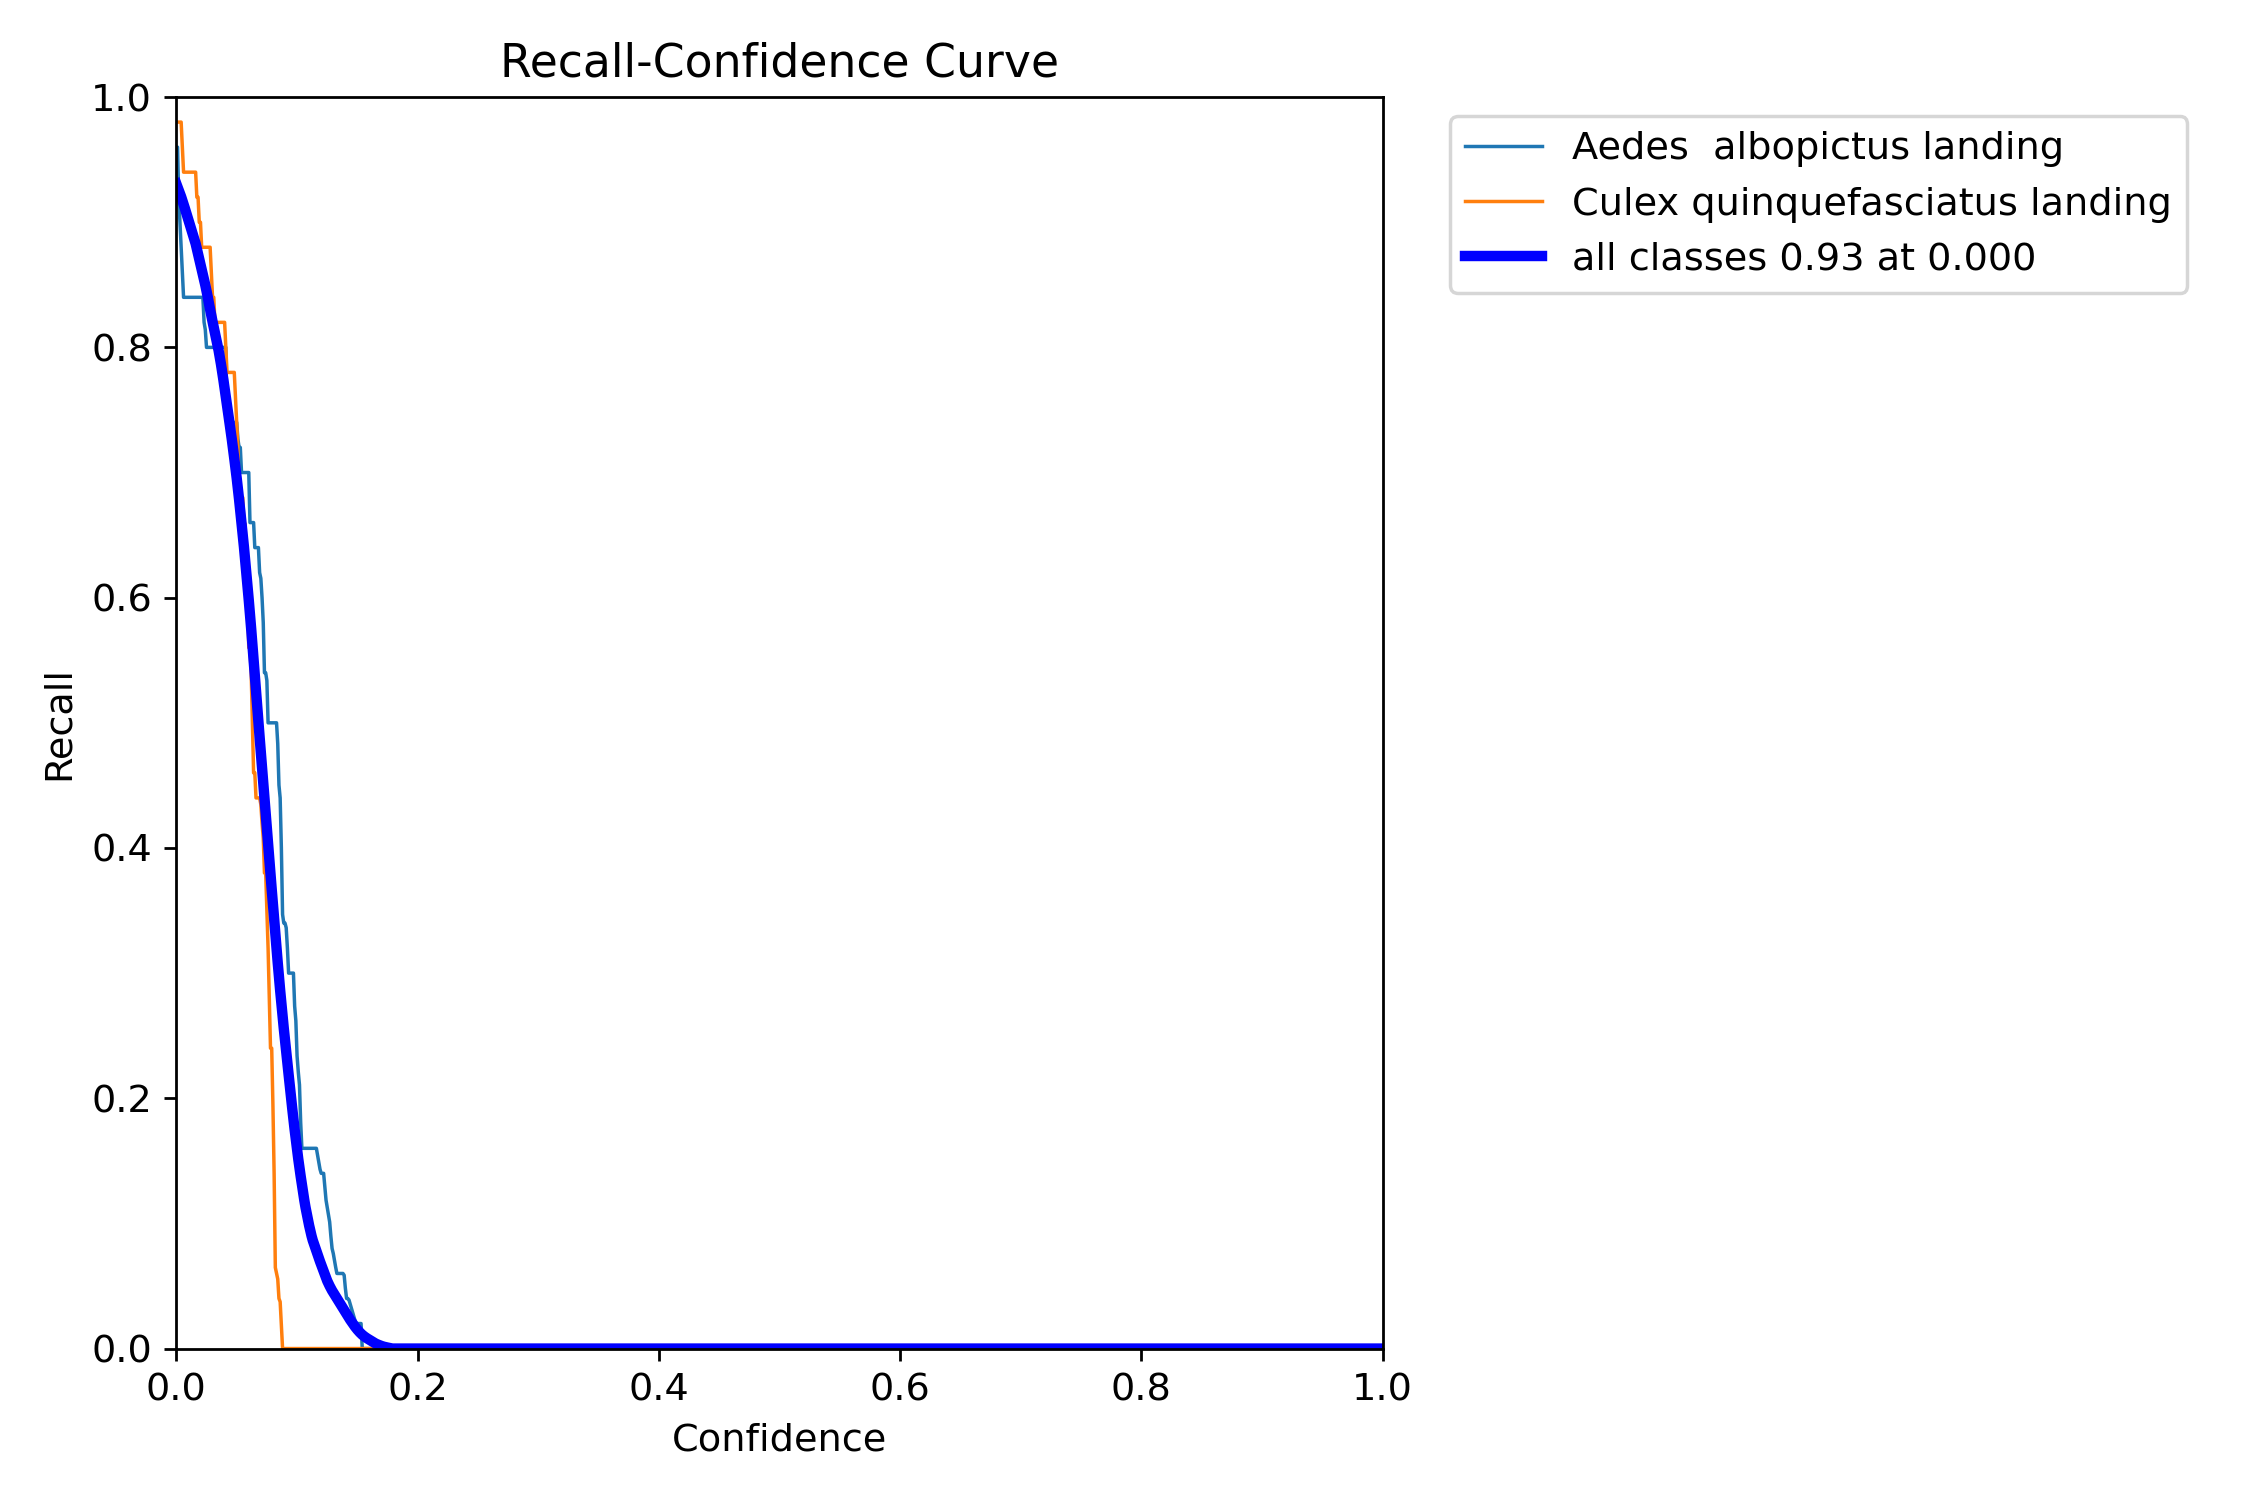 Recall-Confidence Curve
1.0
0.8
0.6
0.4
0.2
0.0
Recall
0.0 0.2 0.4 0.6 0.8 1.0
Confidence
Aedes  albopictus landing
Culex quinquefasciatus landing
all classes 0.93 at 0.000